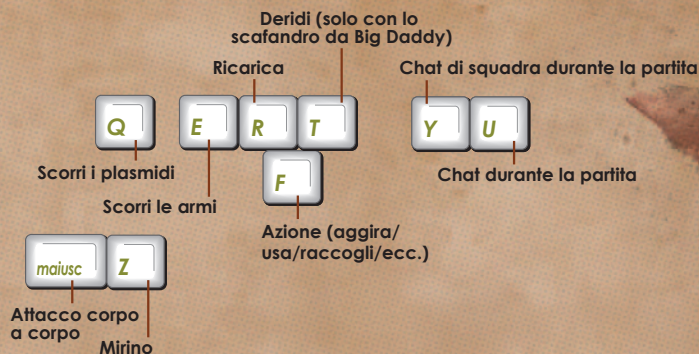 Deridi (solo con lo
scafandro da Big Daddy)
Ricarica
Chat di squadra durante la partita
Q
E
R
T
Y
U
Scorri i plasmidi
Chat durante la partita
F
Scorri le armi
Azione (aggira/
usa/raccogli/ecc.)
maiusc
Z
Attacco corpo
a corpo
Mirino